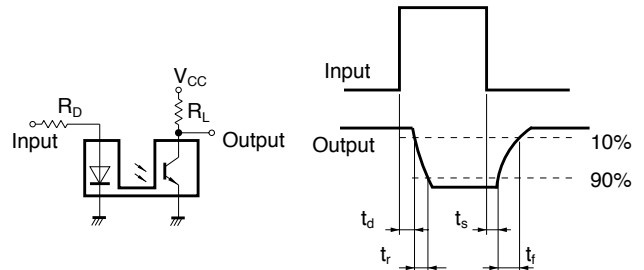 V_CC
R_D
R_L
Input
Output
Input
Output
10%
90%
t_d
t_s
t_r
t_f